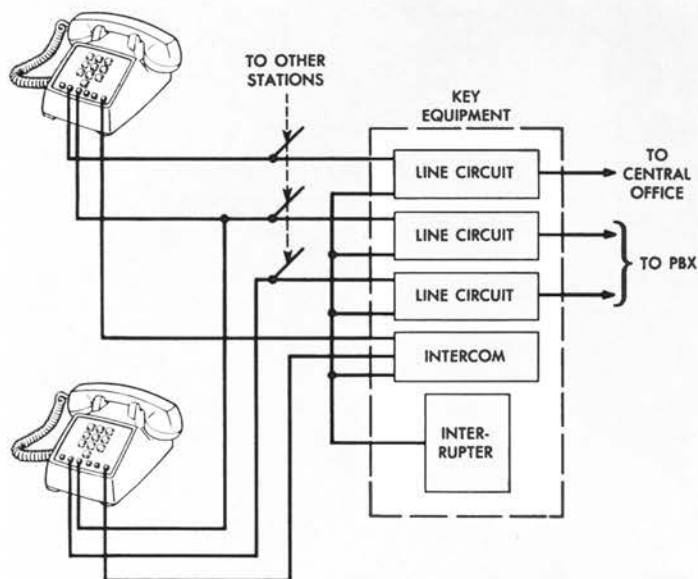 TO OTHER
STATIONS
KEY
EQUIPMENT
LINE CIRCUIT
TO
CENTRAL
OFFICE
LINE CIRCUIT
LINE CIRCUIT
TO PBX
INTERCOM
INTER-
RUPTER